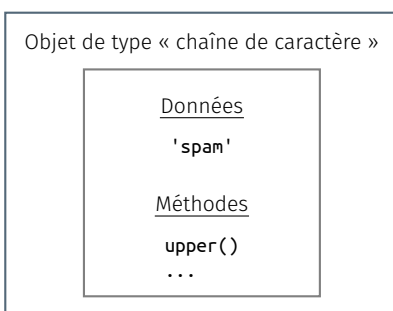 Objet de type « chaîne de caractère »
Données
'spam'
Méthodes
upper()
...